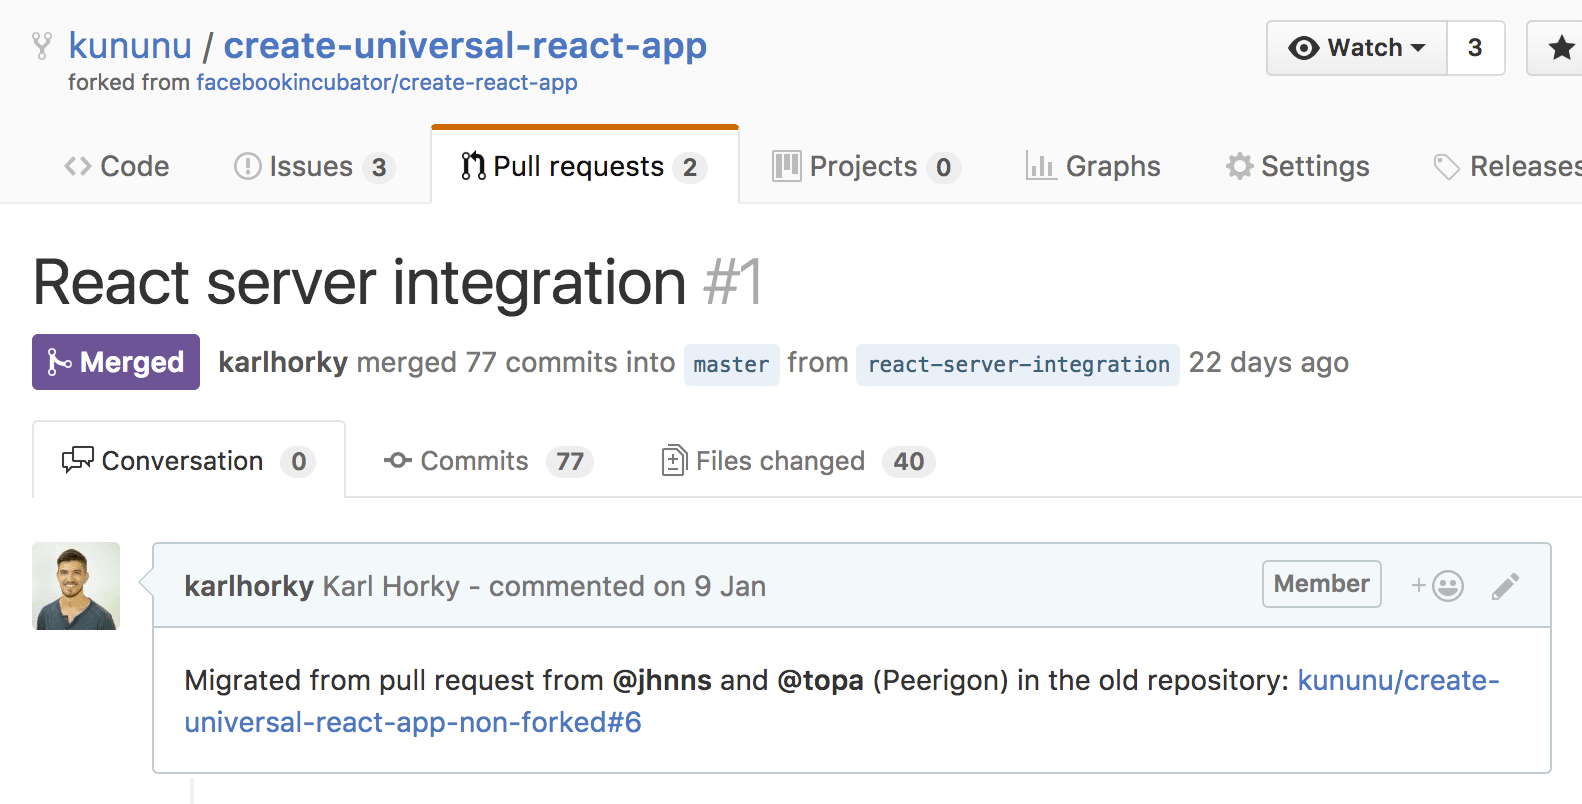 kununu / create-universal-react-app
Watch 3
forked from facebookincubator/create-react-app
Code Issues 3 Pull requests 2 Projects 0 Graphs Settings Releases
React server integration #1
Merged karlhorky merged 77 commits into master from react-server-integration 22 days ago
Conversation 0 Commits 77 Files changed 40
karlhorky Karl Horky - commented on 9 Jan Member
Migrated from pull request from @jhnns and @topa (Peerigon) in the old repository: kununu/create-
universal-react-app-non-forked#6